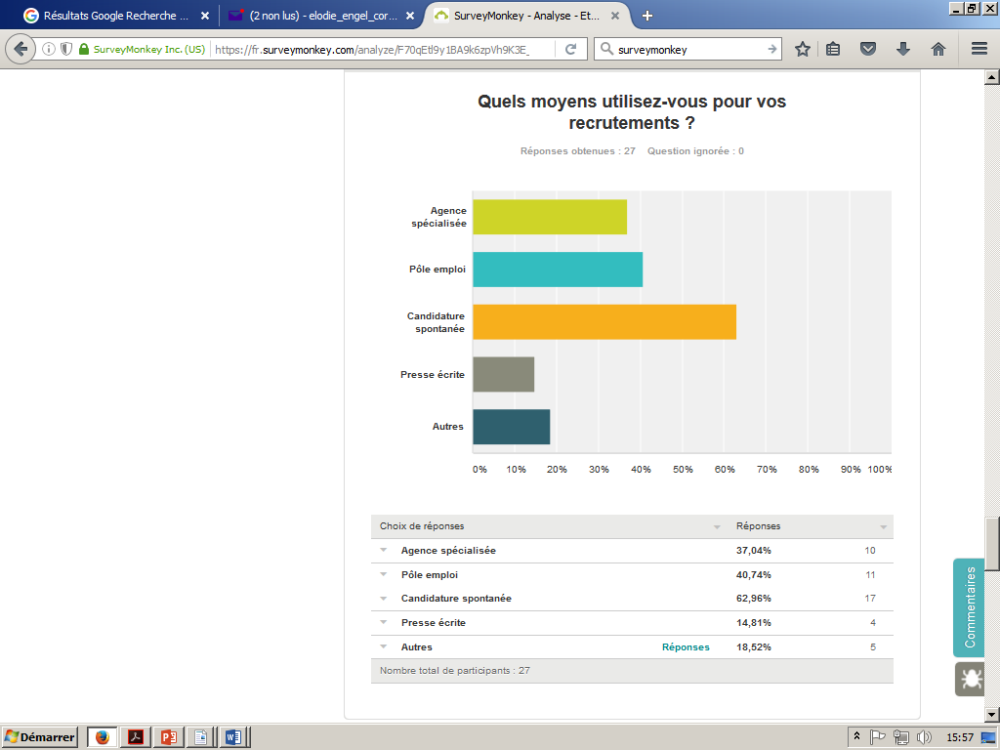 Résultats Google Recherche ...
(2 non lus) - elodie_engel_cor...
SurveyMonkey - Analyse - Et...
SurveyMonkey Inc. (US)
https://fr.surveymonkey.com/analyze/F70qEtl9y1BA9k6zpVh9K3E_
surveymonkey
Quels moyens utilisez-vous pour vos
recrutements ?
Réponses obtenues : 27 Question ignorée : 0
Agence
spécialisée
Pôle emploi
Candidature
spontanée
Presse écrite
Autres
0% 10% 20% 30% 40% 50% 60% 70% 80% 90% 100%
Choix de réponses Réponses
Agence spécialisée 37,04% 10
Pôle emploi 40,74% 11
Candidature spontanée 62,96% 17
Presse écrite 14,81% 4
Autres Réponses 18,52% 5
Nombre total de participants : 27
Commentaires
Démarrer
15:57